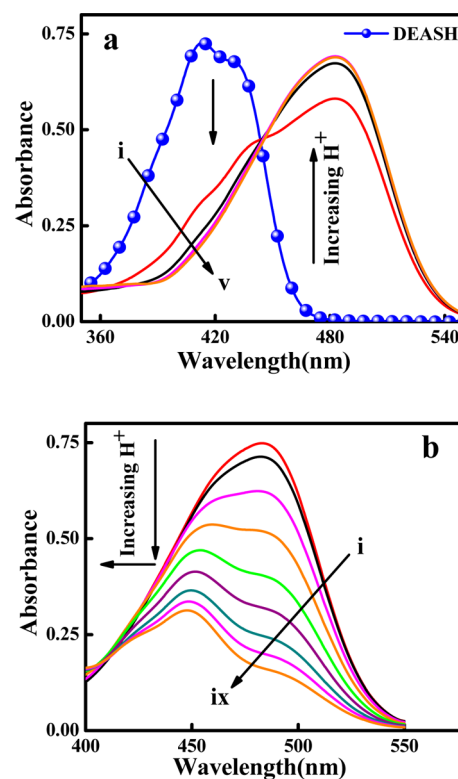 a
DEASH
0.75
0.50
0.25
0.00
Absorbance
i
v
Increasing H+
360
420
480
540
Wavelength(nm)
b
0.75
0.50
0.25
0.00
Absorbance
Increasing H+
i
ix
400
450
500
550
Wavelength(nm)